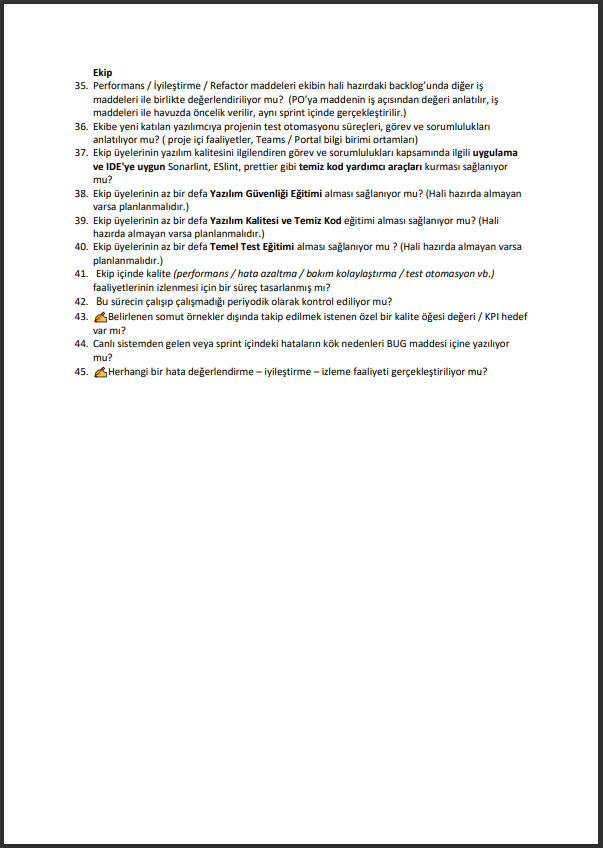 Ekip
35. Performans / İyileştirme / Refactor maddeleri ekibin hali hazırdaki backlog'unda diğer iş
maddeleri ile birlikte değerlendiriliyor mu?  (PO'ya maddenin iş açısından değeri anlatılır, iş
maddeleri ile havuzda öncelik verilir, aynı sprint içinde gerçekleştirilir.)
36. Ekibe yeni katılan yazılımcıya projenin test otomasyonu süreçleri, görev ve sorumlulukları
anlatılıyor mu? ( proje içi faaliyetler, Teams / Portal bilgi birimi ortamları)
37. Ekip üyelerinin yazılım kalitesini ilgilendiren görev ve sorumlulukları kapsamında ilgili uygulama
ve IDE'ye uygun Sonarlint, ESlint, prettier gibi temiz kod yardımcı araçları kurması sağlanıyor
mu?
38. Ekip üyelerinin az bir defa Yazılım Güvenliği Eğitimi alması sağlanıyor mu? (Hali hazırda almayan
varsa planlanmalıdır.)
39. Ekip üyelerinin az bir defa Yazılım Kalitesi ve Temiz Kod eğitimi alması sağlanıyor mu? (Hali
hazırda almayan varsa planlanmalıdır.)
40. Ekip üyelerinin az bir defa Temel Test Eğitimi alması sağlanıyor mu ? (Hali hazırda almayan varsa
planlanmalıdır.)
41. Ekip içinde kalite (performans / hata azaltma / bakım kolaylaştırma / test otomasyon vb.)
faaliyetlerinin izlenmesi için bir süreç tasarlanmış mı?
42. Bu sürecin çalışıp çalışmadığı periyodik olarak kontrol ediliyor mu?
43. ✍Belirlenen somut örnekler dışında takip edilmek istenen özel bir kalite öğesi değeri / KPI hedef
var mı?
44. Canlı sistemden gelen veya sprint içindeki hataların kök nedenleri BUG maddesi içine yazılıyor
mu?
45. ✍Herhangi bir hata değerlendirme – iyileştirme – izleme faaliyeti gerçekleştiriliyor mu?